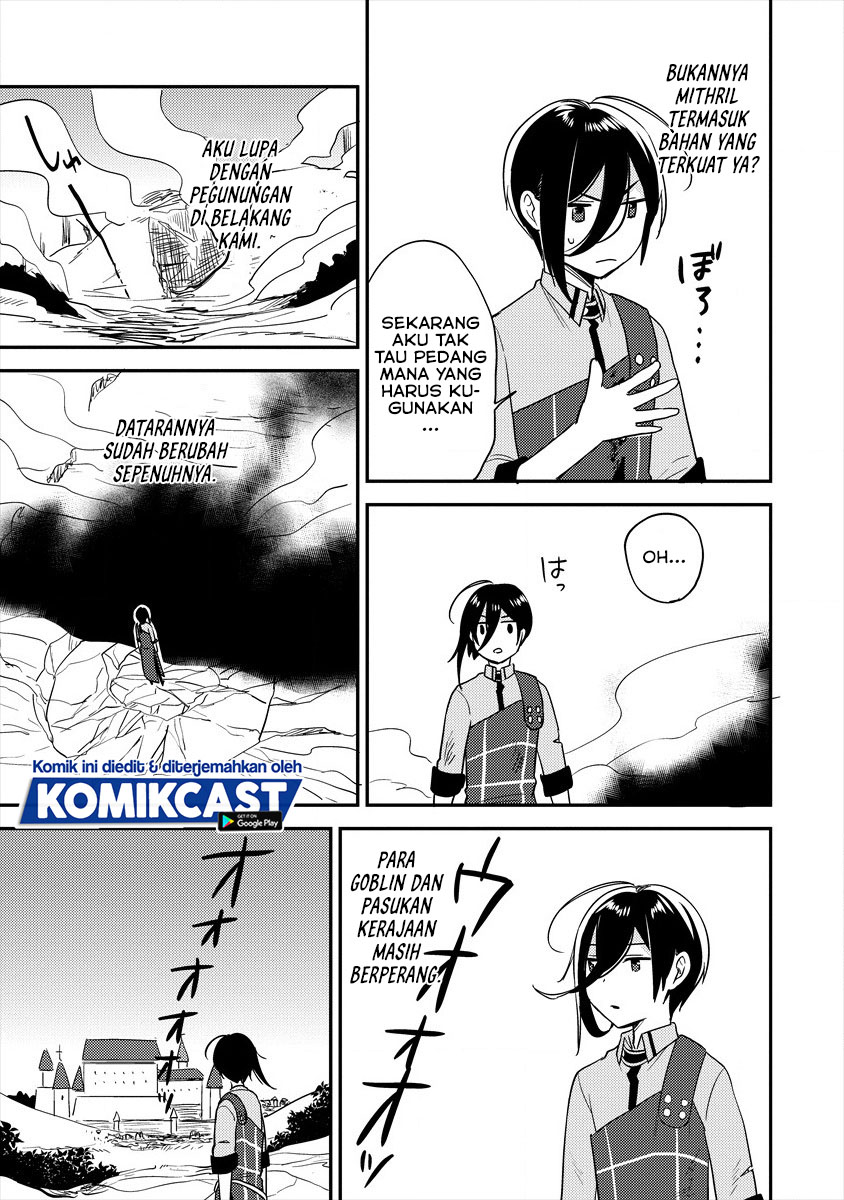 BUKANNYA
MITHRIL
TERMASUK
BAHAN YANG
TERKUAT YA?
ぼろ...
SEKARANG
AKU TAK
TAU PEDANG
MANA YANG
HARUS KU-
GUNAKAN
...
AKU LUPA
DENGAN
PEGUNUNGAN
DI BELAKANG
KAMI.
DATARANNYA
SUDAH BERUBAH
SEPENUHNYA.
OH...
はっ
Komik ini diedit & diterjemahkan oleh
KOMIKCAST
GET IT ON
Google Play
PARA
GOBLIN DAN
PASUKAN
KERAJAAN
MASIH
BERPERANG.
ウオオオッ
オオオオオ